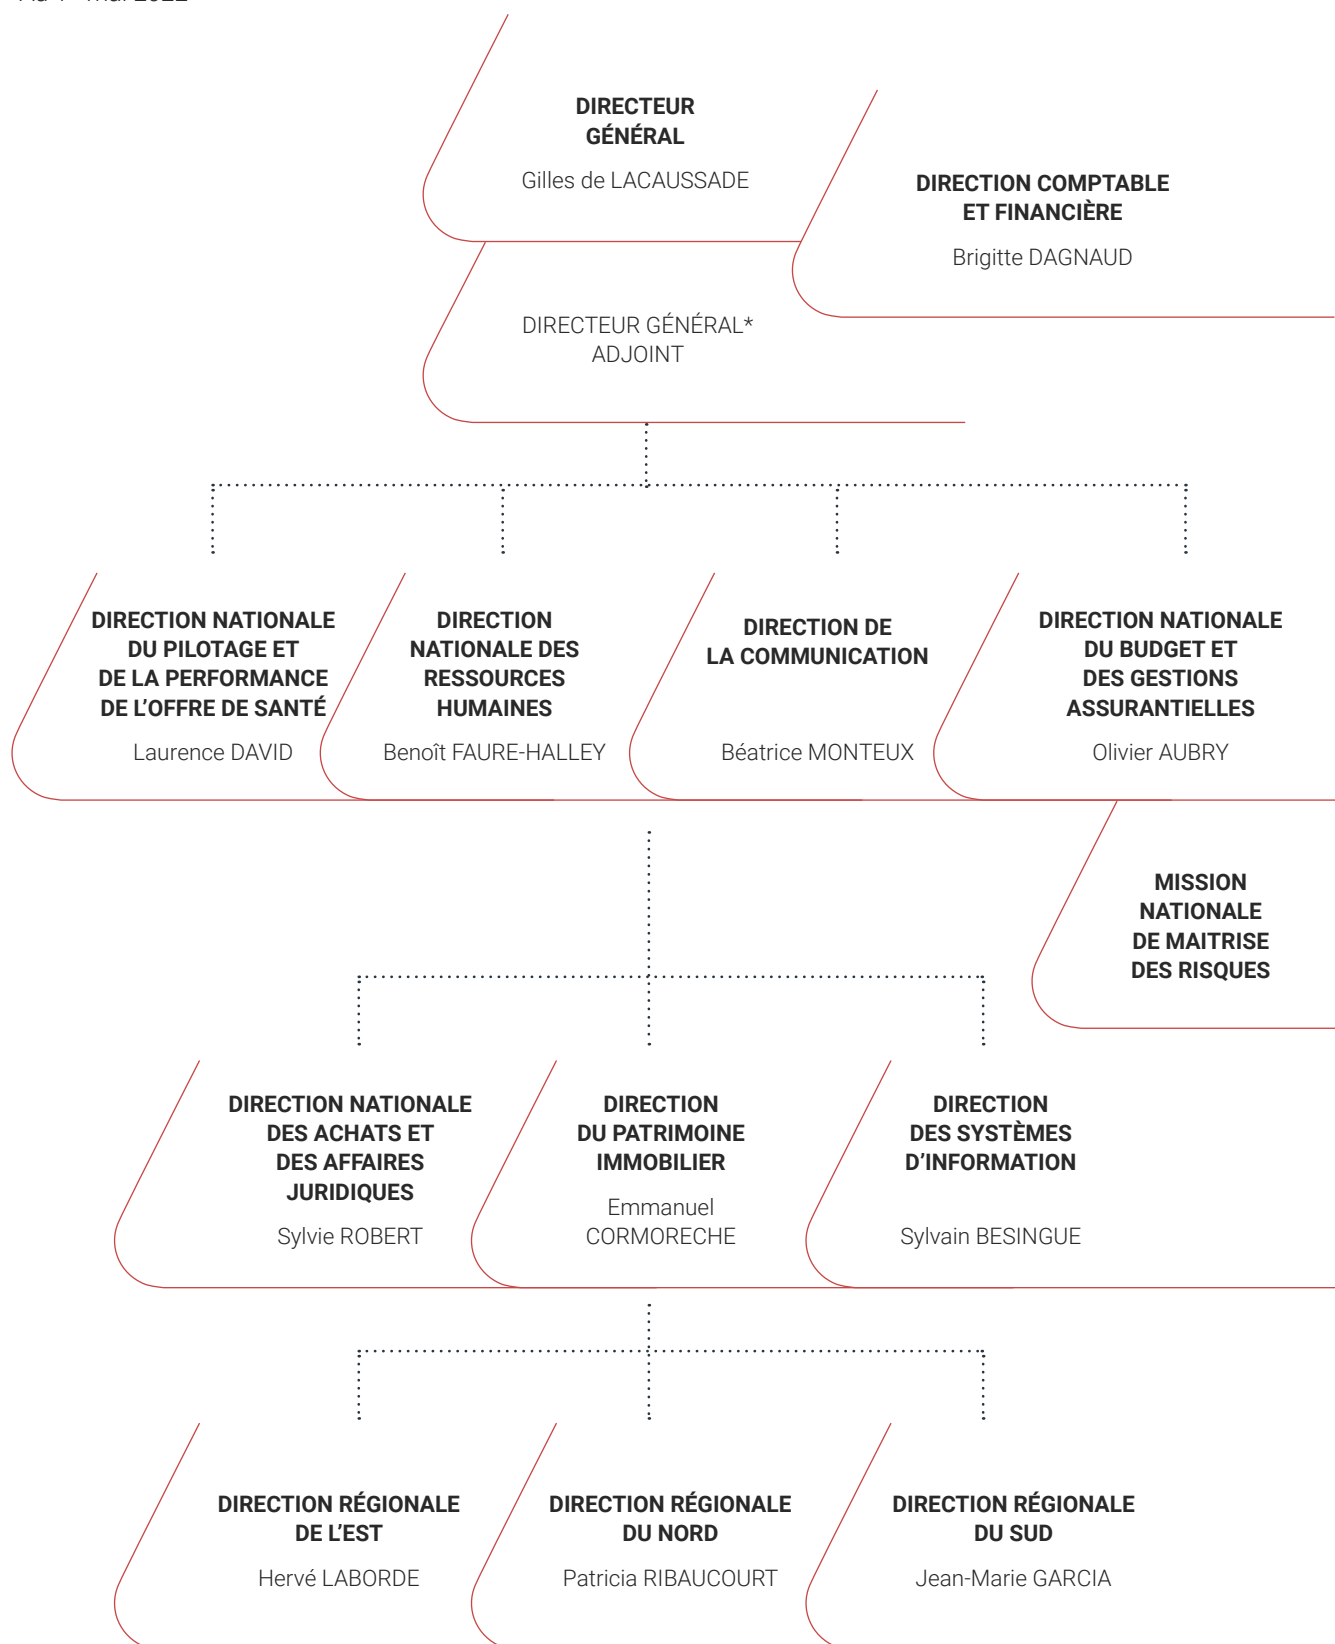 DIRECTEUR
GÉNÉRAL
Gilles de LACAUSSADE
DIRECTION COMPTABLE
ET FINANCIÈRE
Brigitte DAGNAUD
DIRECTEUR GÉNÉRAL*
ADJOINT
DIRECTION NATIONALE
DU PILOTAGE ET
DE LA PERFORMANCE
DE L’OFFRE DE SANTÉ
Laurence DAVID
DIRECTION
NATIONALE DES
RESSOURCES
HUMAINES
Benoît FAURE-HALLEY
DIRECTION DE
LA COMMUNICATION
Béatrice MONTEUX
DIRECTION NATIONALE
DU BUDGET ET
DES GESTIONS
ASSURANTIELLES
Olivier AUBRY
MISSION
NATIONALE
DE MAITRISE
DES RISQUES
DIRECTION NATIONALE
DES ACHATS ET
DES AFFAIRES
JURIDIQUES
Sylvie ROBERT
DIRECTION
DU PATRIMOINE
IMMOBILIER
Emmanuel
CORMORECHE
DIRECTION
DES SYSTÈMES
D’INFORMATION
Sylvain BESINGUE
DIRECTION RÉGIONALE
DE L’EST
Hervé LABORDE
DIRECTION RÉGIONALE
DU NORD
Patricia RIBAUCOURT
DIRECTION RÉGIONALE
DU SUD
Jean-Marie GARCIA